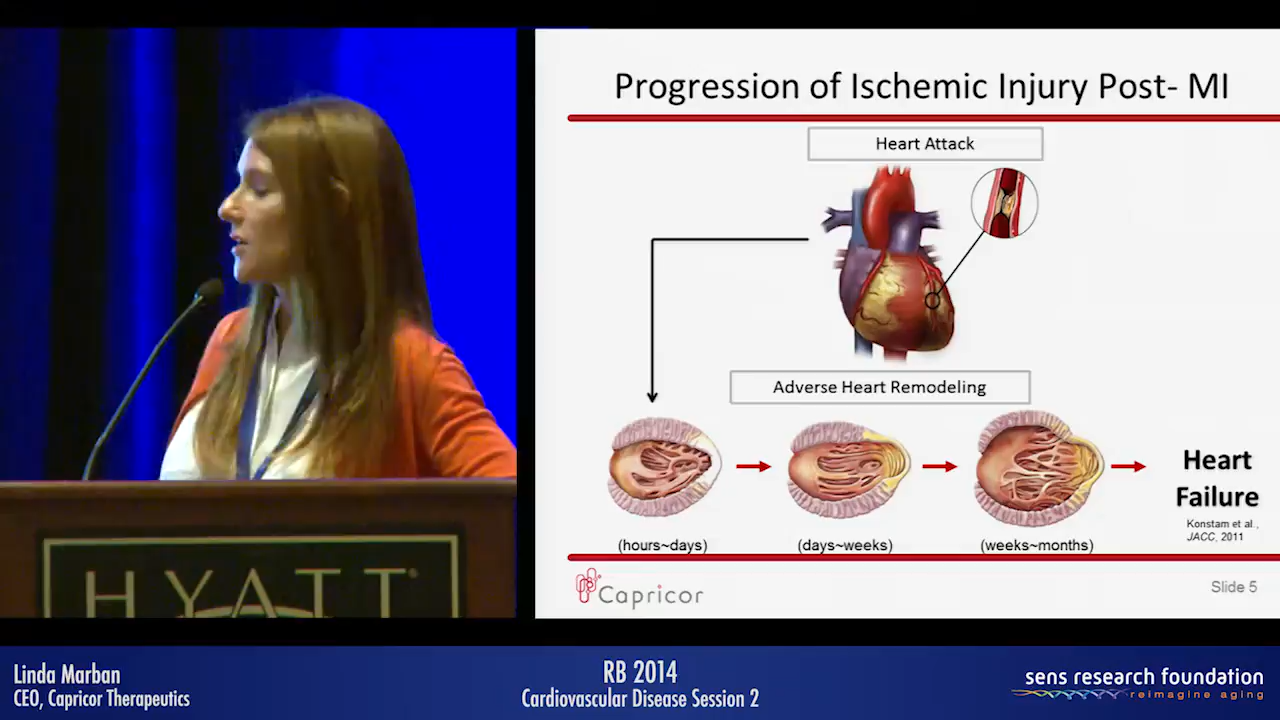 Progression of Ischemic Injury Post- MI
Heart Attack
Adverse Heart Remodeling
Heart
Failure
Konstam et al.,
JACC, 2011
(hours~days)
(days~weeks)
(weeks~months)
Capricor
Slide 5
HYATT
Linda Marban
CEO, Capricor Therapeutics
RB 2014
Cardiovascular Disease Session 2
sens research foundation
reimagine aging